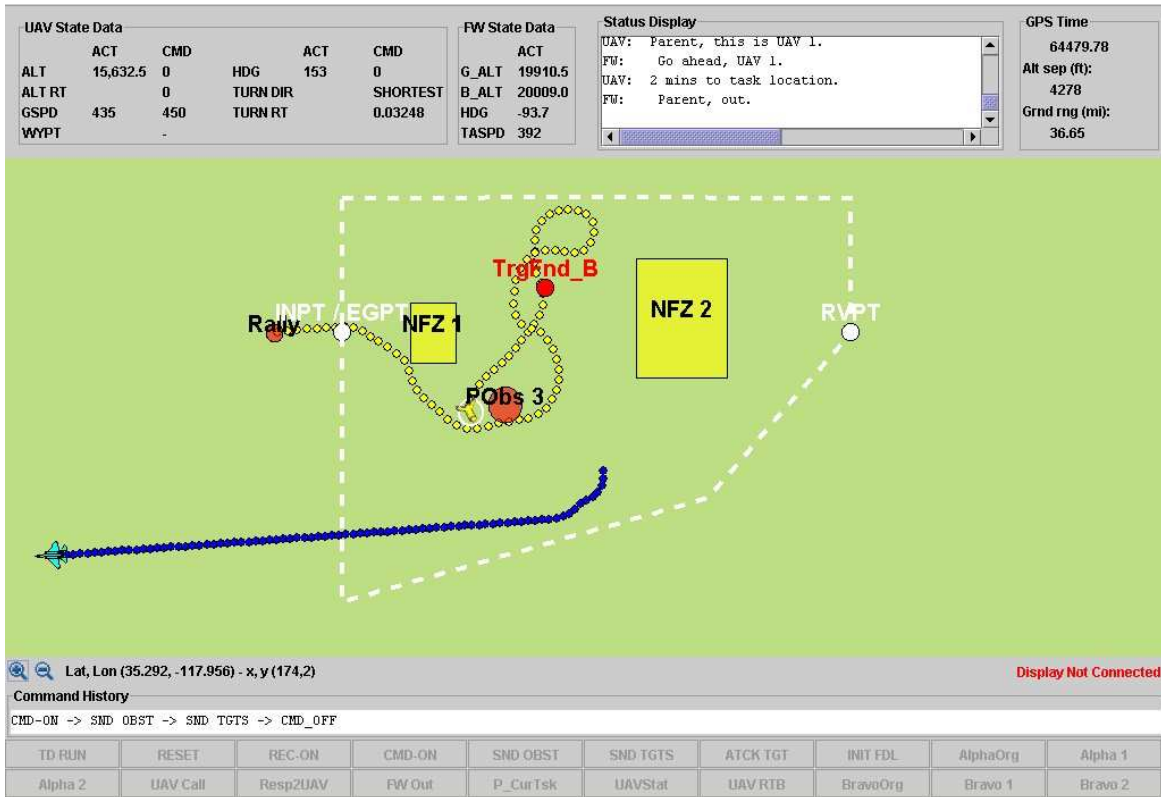 UAV State Data
ACT CMD ACT CMD
ALT 15,632.5 0 HDG 153 0
ALT RT 0 TURN DIR SHORTEST
GSPD 435 450 TURN RT 0.03248
WYPT -
FW State Data
ACT
G_ALT 19910.5
B_ALT 20009.0
HDG -93.7
TASPD 392
Status Display
UAV: Parent, this is UAV 1.
FW: Go ahead, UAV 1.
UAV: 2 mins to task location.
FW: Parent, out.
GPS Time
64479.78
Alt sep (ft):
4278
Grnd rng (mi):
36.65
TrgFnd_B
INPT / EGPT
Rally
NFZ 1
NFZ 2
RVPT
PObs 3
Lat, Lon (35.292, -117.956) - x, y (174,2)
Display Not Connected
Command History
CMD-ON -> SND OBST -> SND TGTS -> CMD_OFF
TD RUN RESET REC-ON CMD-ON SND OBST SND TGTS ATCK TGT INIT FDL AlphaOrg Alpha 1
Alpha 2 UAV Call Resp2UAV FW Out P_CurTsk UAVStat UAV RTB BravoOrg Bravo 1 Bravo 2